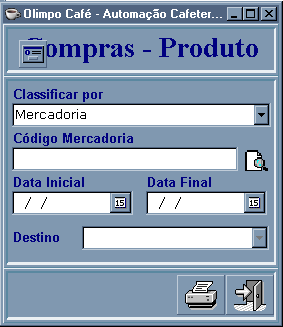 Olimpo Café - Automação Cafeter...
Compras - Produto
Classificar por
Mercadoria
Código Mercadoria
Data Inicial Data Final
/ / 15 / / 15
Destino